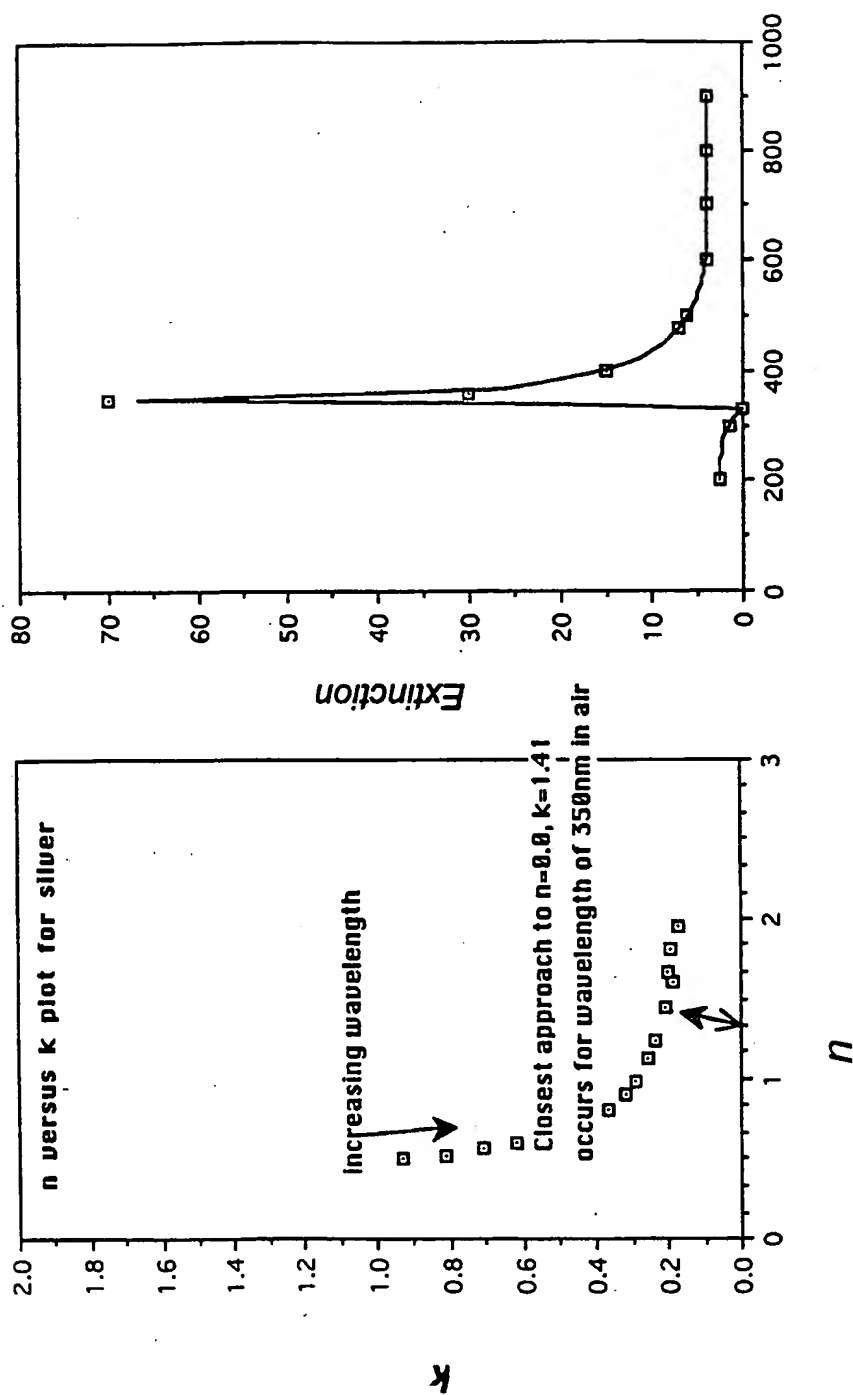 n versus k plot for silver
2.0
1.8
1.6
1.4
1.2
1.0
0.8
0.6
0.4
0.2
0.0
k
increasing wavelength
Closest approach to n=0.0, k=1.41
occurs for wavelength of 350nm in air
0 1 2 3
n
80
70
60
50
40
30
20
10
0
Extinction
0 200 400 600 800 1000